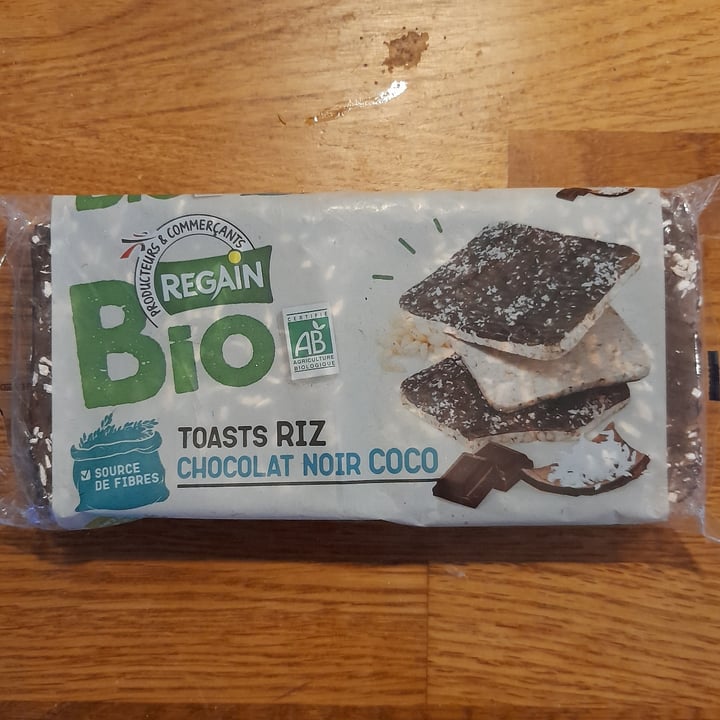 PRODUCTEURS & COMMERÇANTS
REGAIN
Bio
CERTIFIÉ
AB
AGRICULTURE
BIOLOGIQUE
SOURCE
DE FIBRES
TOASTS RIZ
CHOCOLAT NOIR COCO